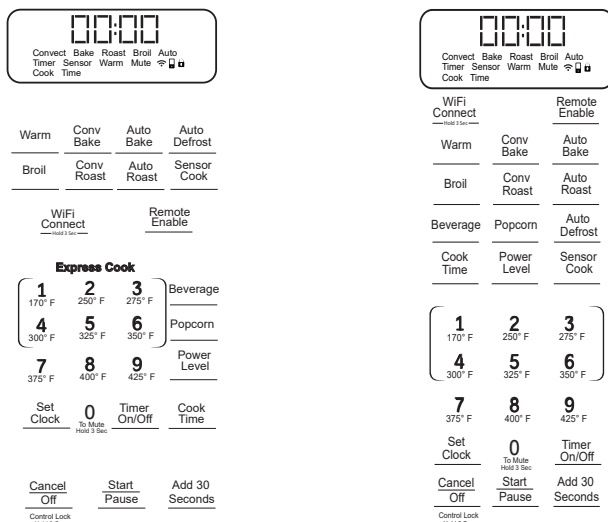 00:00
Convect Bake Roast Broil Auto
Timer Sensor Warm Mute
Cook Time
Warm Conv Bake Auto Bake Auto Defrost
Broil Conv Roast Auto Roast Sensor Cook
WiFi Connect Remote Enable
Hold 3 Sec
Express Cook
1 2 3 Beverage
170° F 250° F 275° F
4 5 6 Popcorn
300° F 325° F 350° F
7 8 9 Power Level
375° F 400° F 425° F
Set Clock 0 Timer On/Off Cook Time
To Mute
Hold 3 Sec
Cancel Start Add 30
Off Pause Seconds
Control Lock
00:00
Convect Bake Roast Broil Auto
Timer Sensor Warm Mute
Cook Time
WiFi Connect Remote Enable
Hold 3 Sec
Warm Conv Bake Auto Bake
Broil Conv Roast Auto Roast
Beverage Popcorn Auto Defrost
Cook Time Power Level Sensor Cook
1 2 3
170° F 250° F 275° F
4 5 6
300° F 325° F 350° F
7 8 9
375° F 400° F 425° F
Set Clock 0 Timer On/Off
To Mute
Hold 3 Sec
Cancel Start Add 30
Off Pause Seconds
Control Lock